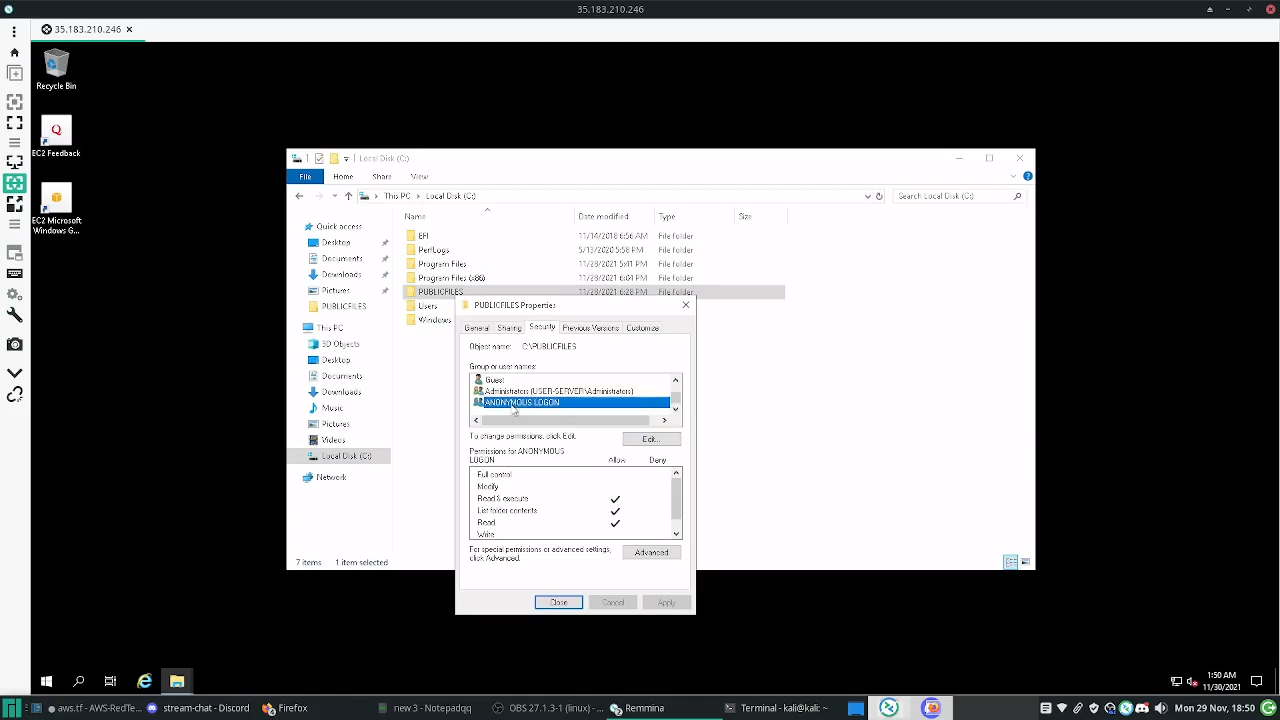 35.183.210.246
35.183.210.246
Recycle Bin
EC2 Feedback
EC2 Microsoft
Windows G...
Local Disk (C:)
File Home Share View
This PC Local Disk (C:)
Search Local Disk (C:)
Name Date modified Type Size
Quick access
Desktop
Documents
Downloads
Pictures
PUBLICFILES
This PC
3D Objects
Desktop
Documents
Downloads
Music
Pictures
Videos
Local Disk (C:)
Network
EFI 11/14/2018 6:56 AM File folder
PerfLogs 5/13/2020 5:58 PM File folder
Program Files 11/28/2021 5:41 PM File folder
Program Files (x86) 11/28/2021 6:04 PM File folder
PUBLICFILES 11/28/2021 6:28 PM File folder
Users
Windows
PUBLICFILES Properties
General Sharing Security Previous Versions Customize
Object name: C:\PUBLICFILES
Group or user names:
Guest
Administrators (USER-SERVER\Administrators)
ANONYMOUS LOGON
To change permissions, click Edit.
Edit...
Permissions for ANONYMOUS
LOGON Allow Deny
Full control
Modify
Read & execute
List folder contents
Read
Write
For special permissions or advanced settings,
click Advanced.
Advanced
Close Cancel Apply
7 items 1 item selected
1:50 AM
11/30/2021
aws.tf - AWS-RedTe... stream-chat - Discord Firefox new 3 - Notepadqq OBS 27.1.3-1 (linux) - ... Remmina Terminal - kali@kali: ~ Mon 29 Nov, 18:50